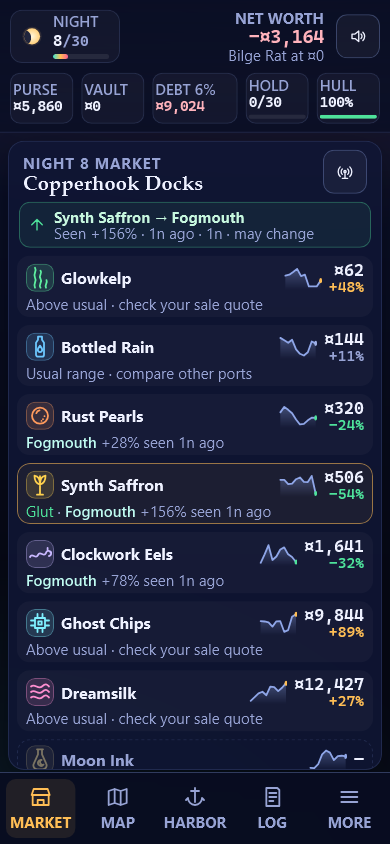 NIGHT
8/30
NET WORTH
−¤3,164
Bilge Rat at ¤0
PURSE
¤5,860
VAULT
¤0
DEBT 6%
¤9,024
HOLD
0/30
HULL
100%
NIGHT 8 MARKET
Copperhook Docks
Synth Saffron → Fogmouth
Seen +156% · 1n ago · 1n · may change
Glowkelp
¤62
+48%
Above usual · check your sale quote
Bottled Rain
¤144
+11%
Usual range · compare other ports
Rust Pearls
¤320
−24%
Fogmouth +28% seen 1n ago
Synth Saffron
¤506
−54%
Glut · Fogmouth +156% seen 1n ago
Clockwork Eels
¤1,641
−32%
Fogmouth +78% seen 1n ago
Ghost Chips
¤9,844
+89%
Above usual · check your sale quote
Dreamsilk
¤12,427
+27%
Above usual · check your sale quote
Moon Ink
–
MARKET
MAP
HARBOR
LOG
MORE